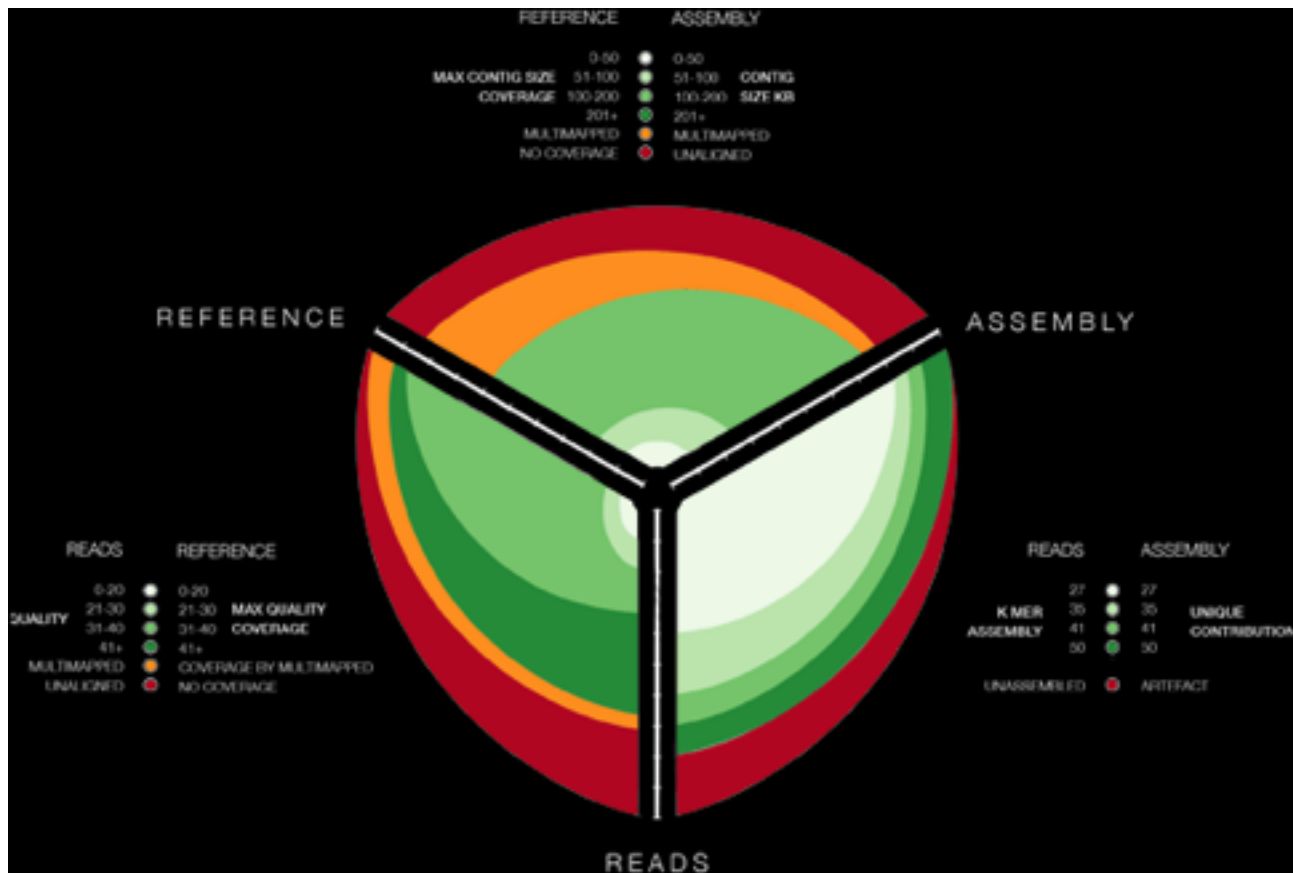 REFERENCE ASSEMBLY
0-50 0-50
MAX CONTIG SIZE 51-100 51-100 CONTIG
COVERAGE 100-200 100-200 SIZE KB
201+ 201+
MULTIMAPPED MULTIMAPPED
NO COVERAGE UNALIGNED
REFERENCE
ASSEMBLY
READS REFERENCE
0-20 0-20
QUALITY 21-30 21-30 MAX QUALITY
31-40 31-40 COVERAGE
41+ 41+
MULTIMAPPED COVERAGE BY MULTIMAPPED
UNALIGNED NO COVERAGE
READS ASSEMBLY
27 27
K MER 35 35 UNIQUE
ASSEMBLY 41 41 CONTRIBUTION
50 50
UNASSEMBLED ARTEFACT
READS